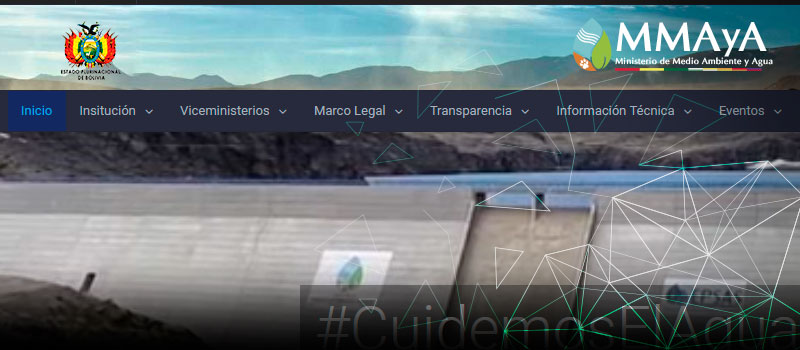 ESTADO PLURINACIONAL
DE BOLIVIA
MMAyA
Ministerio de Medio Ambiente y Agua
Inicio
Insitución
Viceministerios
Marco Legal
Transparencia
Información Técnica
Eventos
#CuidemosElAgua